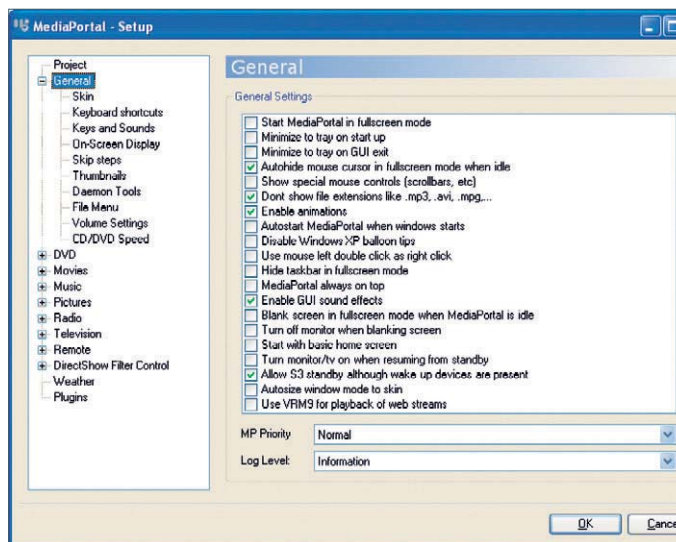 MediaPortal - Setup
Project
General
Skin
Keyboard shortcuts
Keys and Sounds
On-Screen Display
Skip steps
Thumbnails
Daemon Tools
File Menu
Volume Settings
CD/DVD Speed
DVD
Movies
Music
Pictures
Radio
Television
Remote
DirectShow Filter Control
Weather
Plugins
General
General Settings
Start MediaPortal in fullscreen mode
Minimize to tray on start up
Minimize to tray on GUI exit
Autohide mouse cursor in fullscreen mode when idle
Show special mouse controls (scrollbars, etc)
Dont show file extensions like .mp3, .avi, .mpg,...
Enable animations
Autostart MediaPortal when windows starts
Disable Windows XP balloon tips
Use mouse left double click as right click
Hide taskbar in fullscreen mode
MediaPortal always on top
Enable GUI sound effects
Blank screen in fullscreen mode when MediaPortal is idle
Turn off monitor when blanking screen
Start with basic home screen
Turn monitor/tv on when resuming from standby
Allow S3 standby although wake up devices are present
Autosize window mode to skin
Use VRM9 for playback of web streams
MP Priority Normal
Log Level: Information
OK Cance